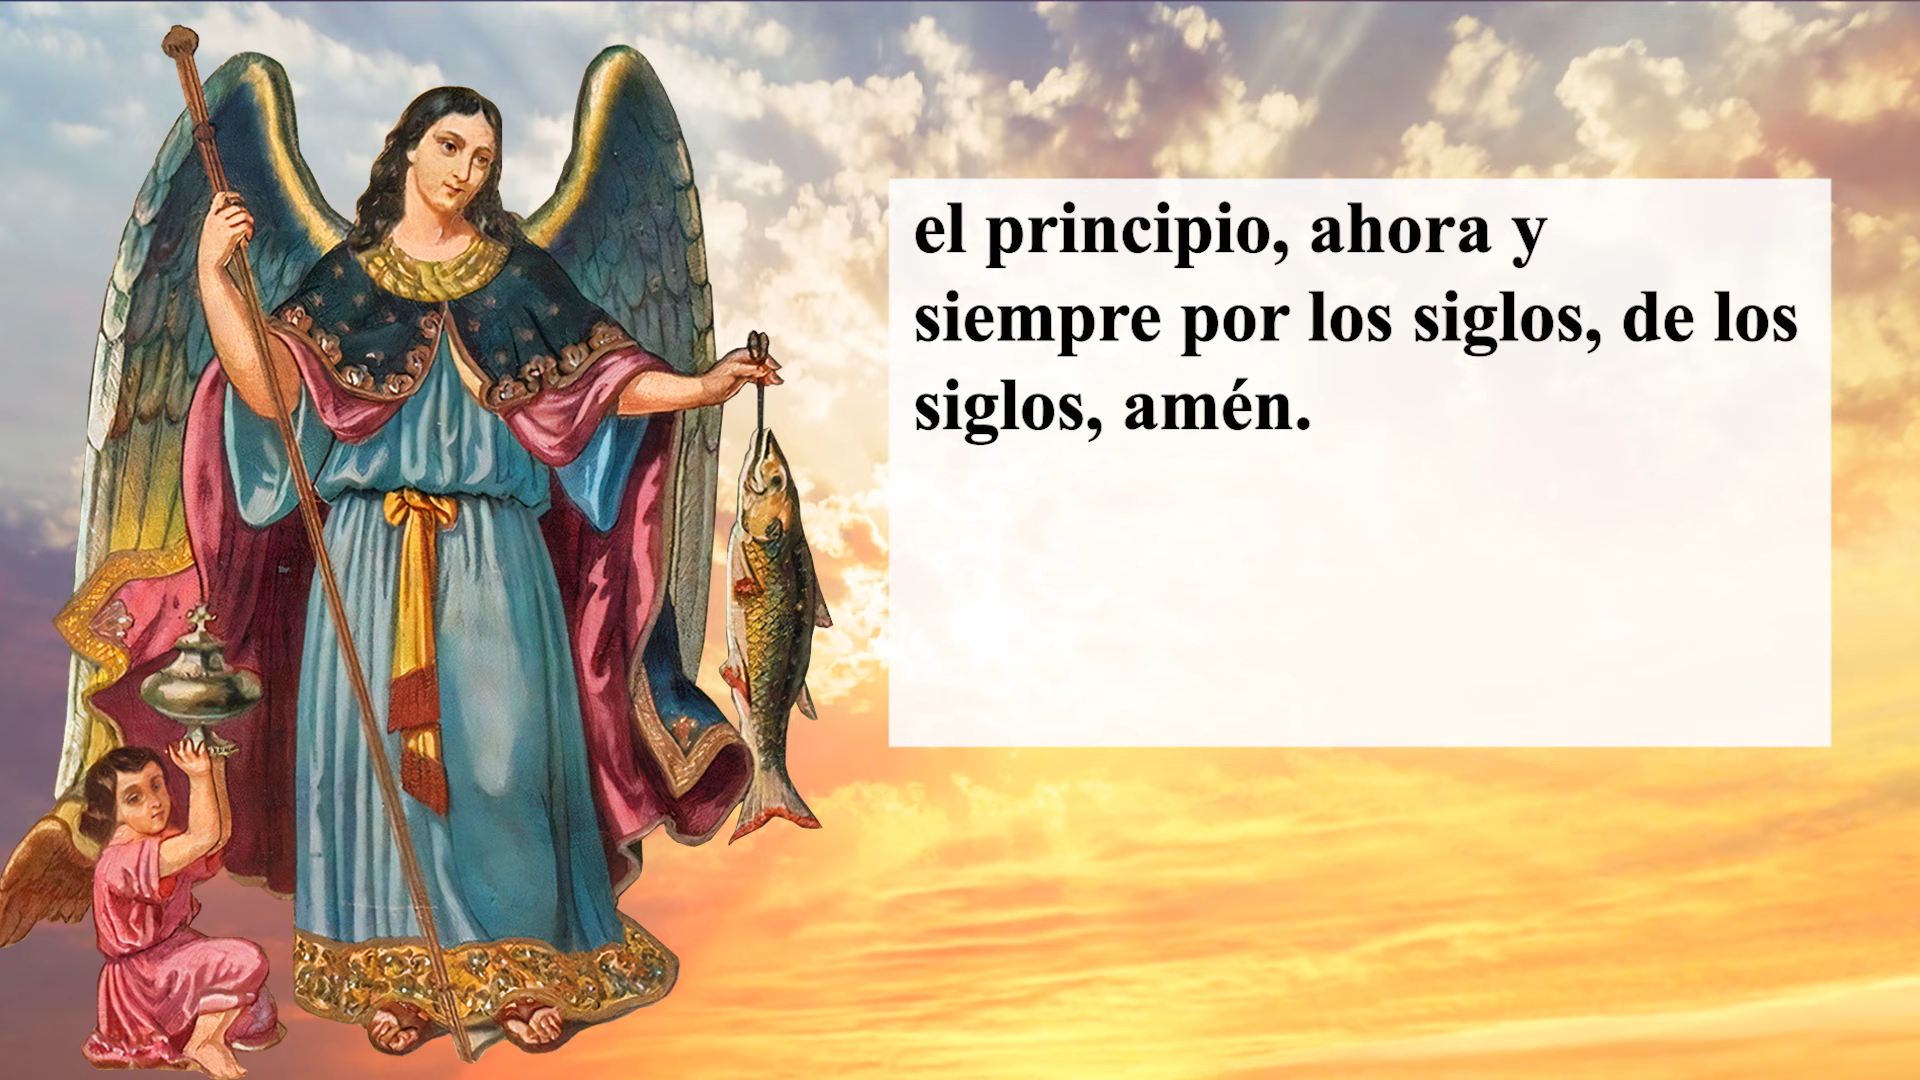 el principio, ahora y
siempre por los siglos, de los
siglos, amén.